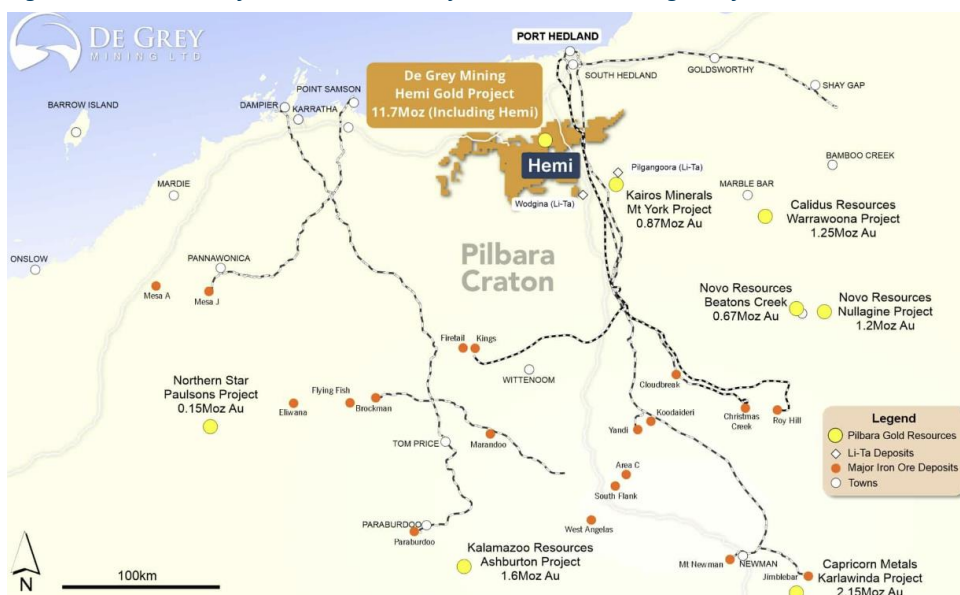 DE GREY
MINING LTD
PORT HEDLAND
SOUTH HEDLAND
GOLDSWORTHY
SHAY GAP
De Grey Mining
Hemi Gold Project
11.7Moz (Including Hemi)
POINT SAMSON
DAMPIER
KARRATHA
BARROW ISLAND
Hemi
Pilgangoora (Li-Ta)
Wodgina (Li-Ta)
BAMBOO CREEK
MARBLE BAR
Kairos Minerals
Mt York Project
0.87Moz Au
Calidus Resources
Warrawoona Project
1.25Moz Au
MARDIE
ONSLOW
PANNAWONICA
Mesa A
Mesa J
Pilbara
Craton
Novo Resources
Beatons Creek
0.67Moz Au
Novo Resources
Nullagine Project
1.2Moz Au
Firetail
Kings
WITTENOOM
Cloudbreak
Christmas
Creek
Roy Hill
Northern Star
Paulsons Project
0.15Moz Au
Flying Fish
Eliwana
Brockman
Koodaideri
Yandi
TOM PRICE
Marandoo
Area C
South Flank
West Angelas
PARABURDOO
Paraburdoo
Kalamazoo Resources
Ashburton Project
1.6Moz Au
Mt Newman
NEWMAN
Jimblebar
Capricorn Metals
Karlawinda Project
2.15Moz Au
Legend
Pilbara Gold Resources
Li-Ta Deposits
Major Iron Ore Deposits
Towns
N
100km